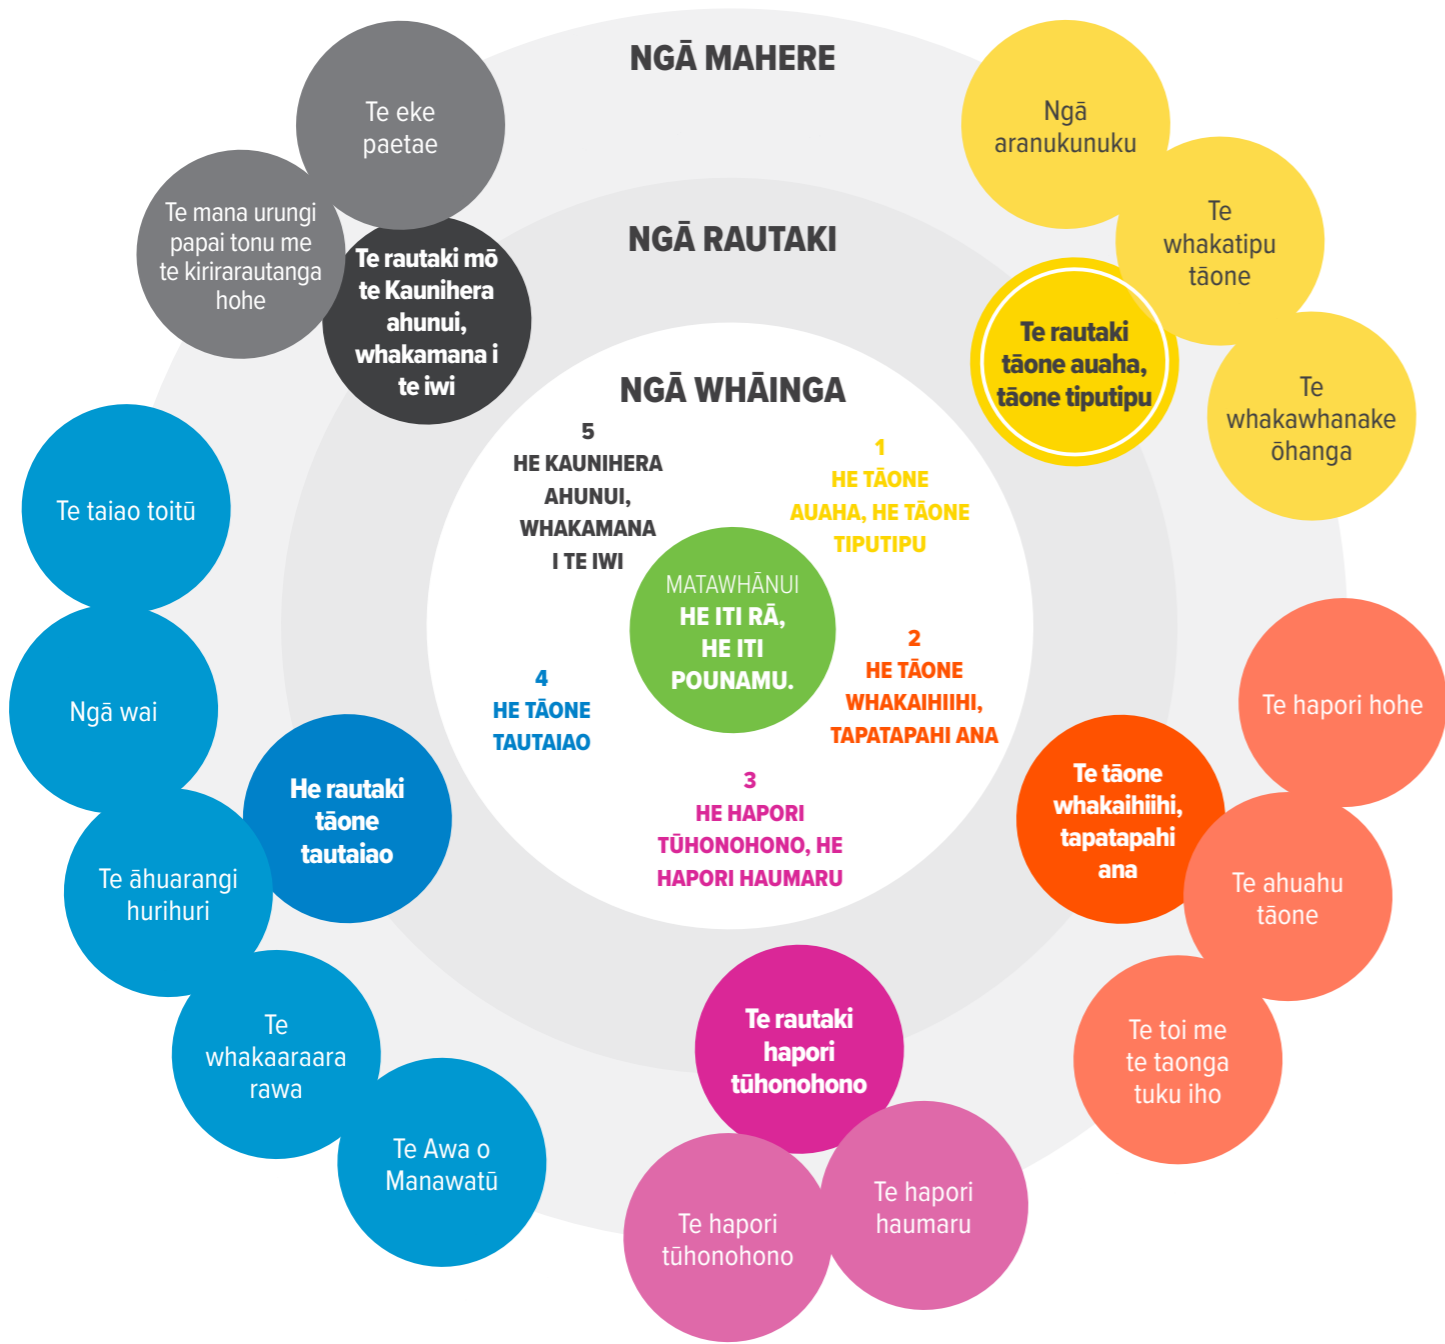 NGĀ MAHERE
NGĀ RAUTAKI
NGĀ WHĀINGA
MATAWHĀNUI
HE ITI RĀ,
HE ITI
POUNAMU.
1
HE TĀONE
AUAHA, HE TĀONE
TIPUTIPU
2
HE TĀONE
WHAKAIHIIHI,
TAPATAPAHI ANA
3
HE HAPORI
TŪHONOHONO, HE
HAPORI HAUMARU
4
HE TĀONE
TAUTAIAO
5
HE KAUNIHERA
AHUNUI,
WHAKAMANA
I TE IWI
Te rautaki
tāone auaha,
tāone tiputipu
Ngā
aranukunuku
Te
whakatipu
tāone
Te
whakawhanake
ōhanga
Te tāone
whakaihiihi,
tapatapahi
ana
Te hapori hohe
Te ahuahu
tāone
Te toi me
te taonga
tuku iho
Te rautaki
hapori
tūhonohono
Te hapori
haumaru
Te hapori
tūhonohono
He rautaki
tāone
tautaiao
Te Awa o
Manawatū
Te
whakaaraara
rawa
Te āhuarangi
hurihuri
Ngā wai
Te taiao toitū
Te rautaki mō
te Kaunihera
ahunui,
whakamana i
te iwi
Te mana urungi
papai tonu me
te kirirarautanga
hohe
Te eke
paetae